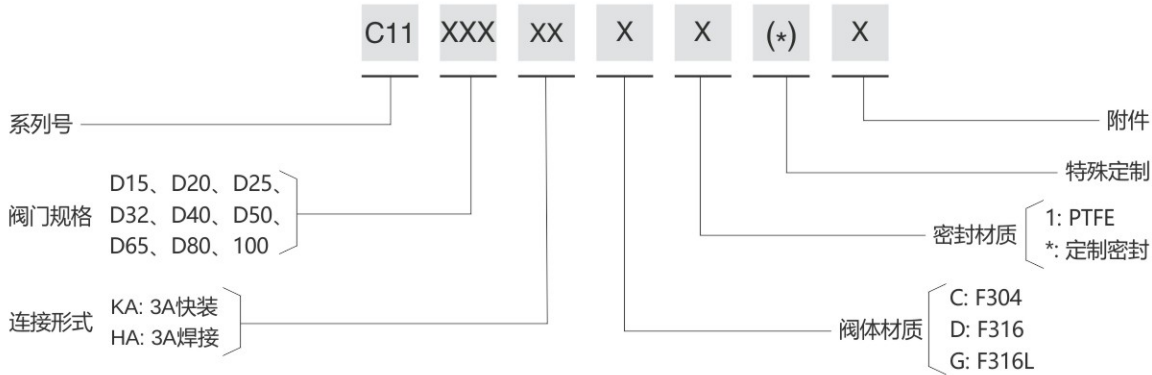 C11 XXX XX X X (*) X
系列号
附件
特殊定制
阀门规格
D15、D20、D25、
D32、D40、D50、
D65、D80、100
密封材质
1: PTFE
*: 定制密封
连接形式
KA: 3A快装
HA: 3A焊接
阀体材质
C: F304
D: F316
G: F316L